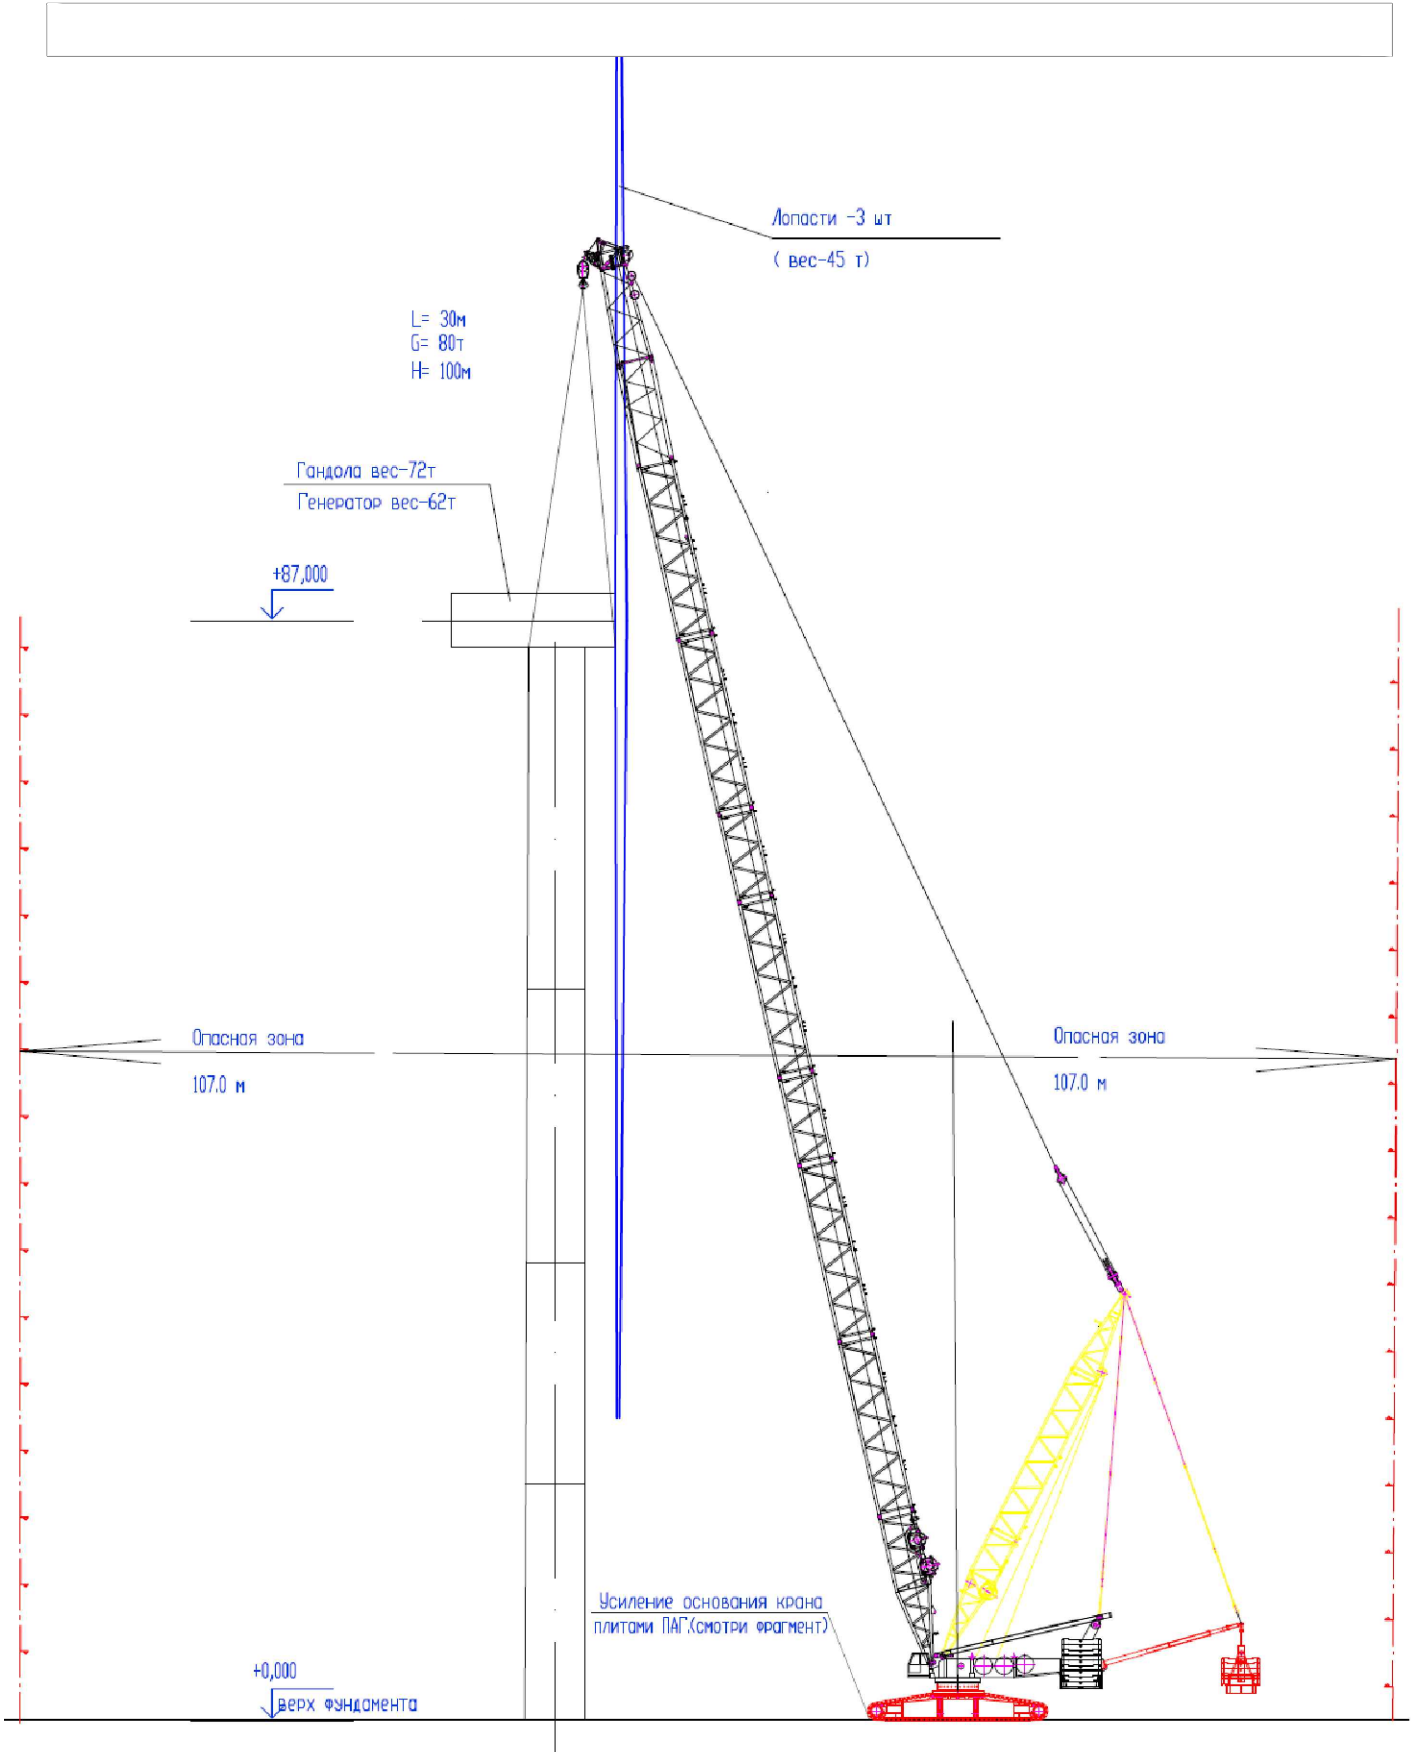 Лопасти -3 шт
( вес-45 т)
L= 30м
G= 80т
H= 100м
Гандола вес-72т
Генератор вес-62т
+87,000
Опасная зона
107.0 м
Опасная зона
107.0 м
Усиление основания крана
плитами ПАГ.(смотри фрагмент)
+0,000
верх фундамента